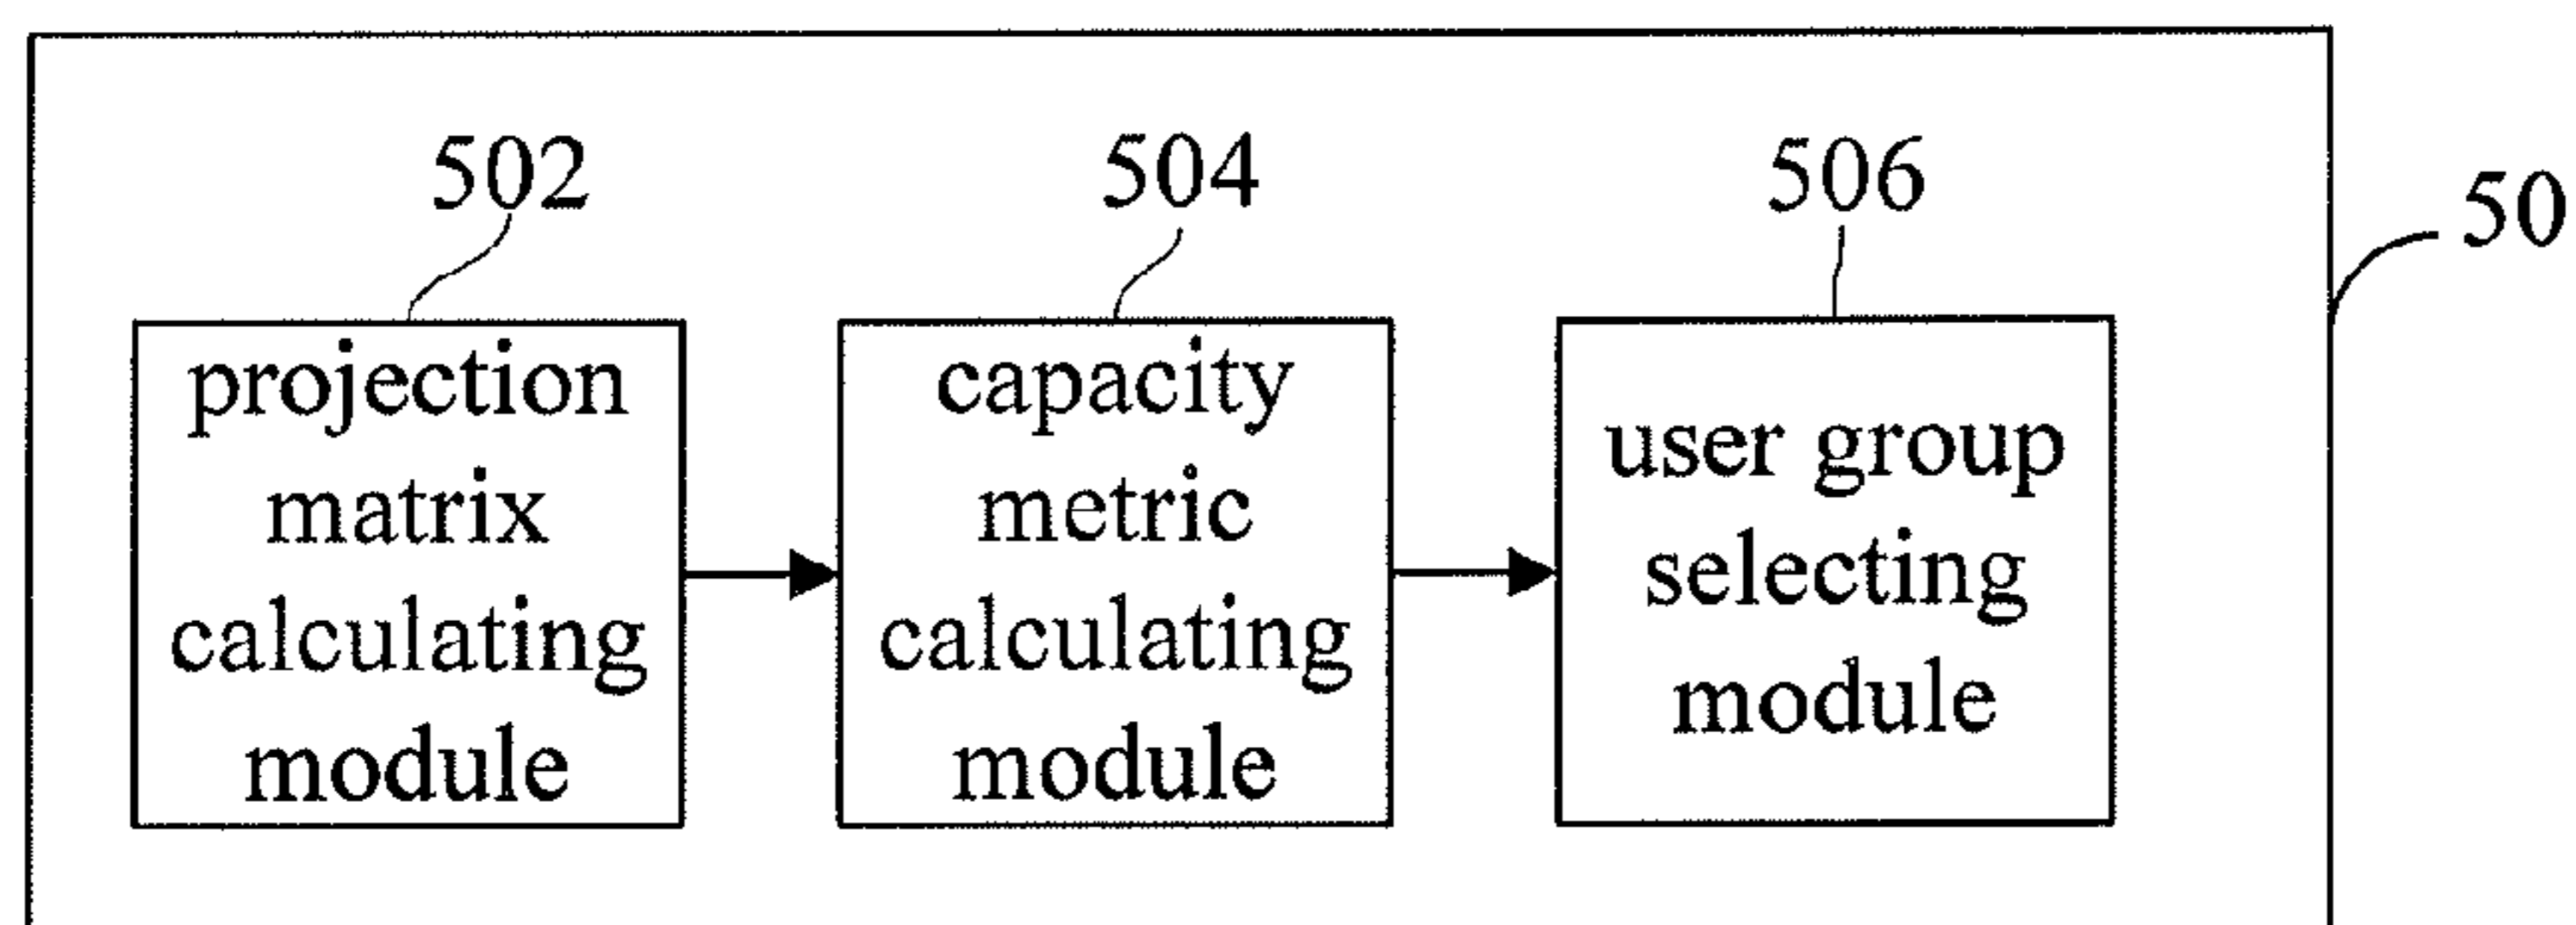 502
504
506
50
projection
matrix
calculating
module
capacity
metric
calculating
module
user group
selecting
module